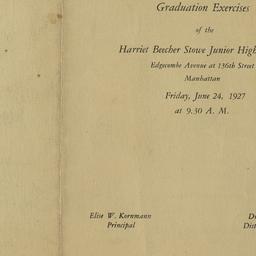 Graduation Exercises
of the
Harriet Beecher Stowe Junior High
Edgecombe Avenue at 136th Street
Manhattan
Friday, June 24, 1927
at 9.30 A. M.
Elise W. Kornmann
Principal